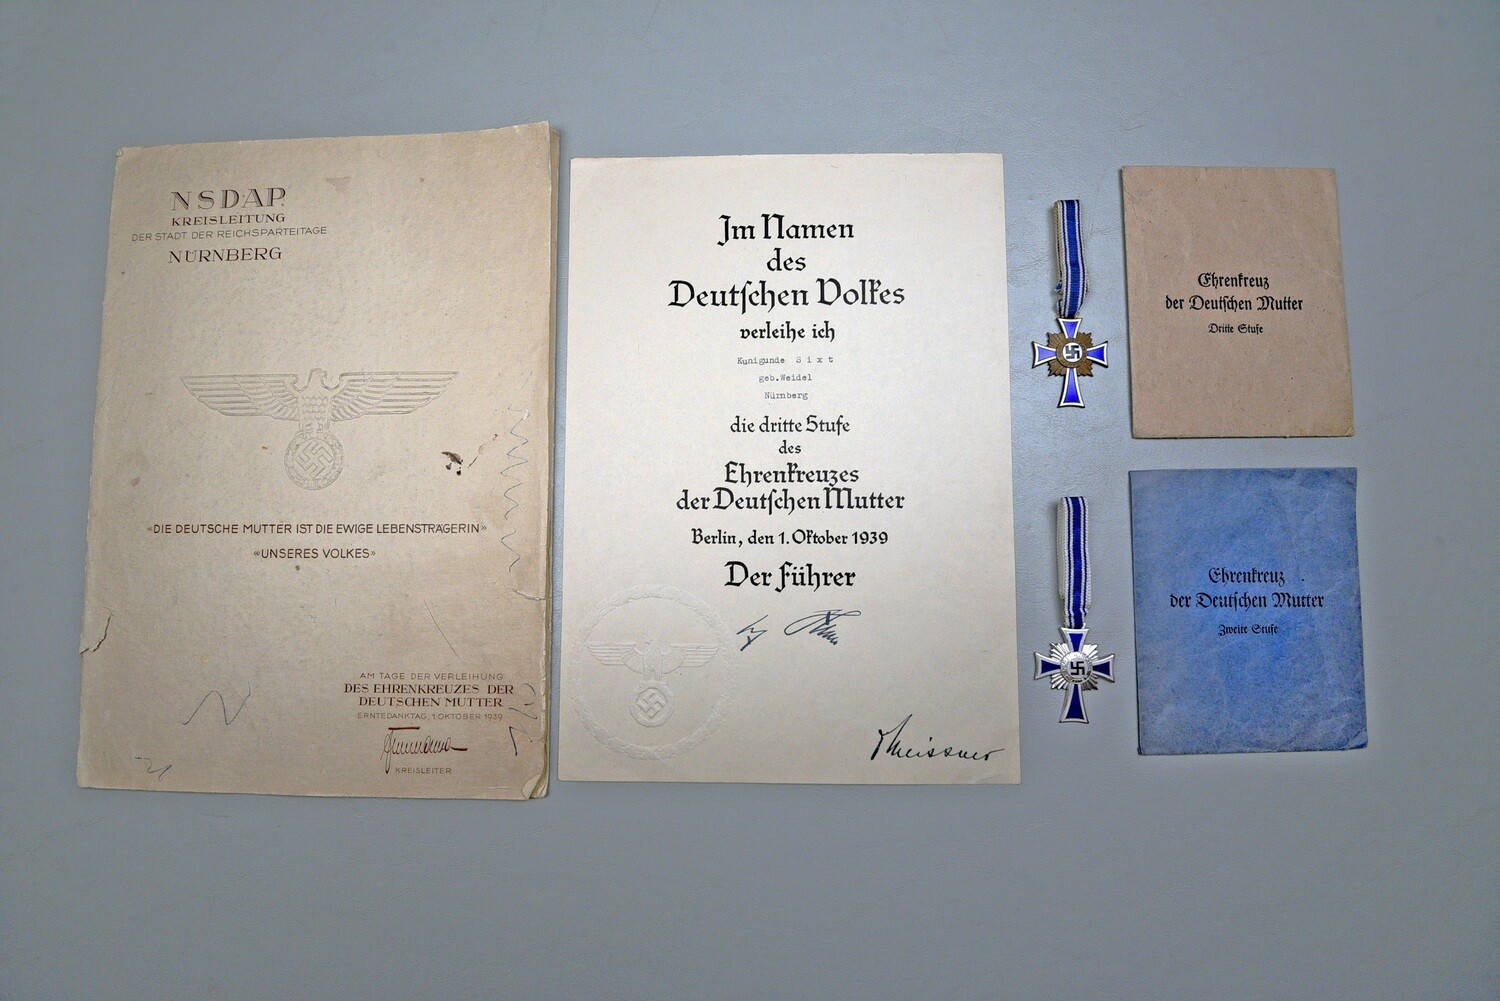 NSDAP.
KREISLEITUNG
DER STADT DER REICHSPARTEITAGE
NÜRNBERG
«DIE DEUTSCHE MUTTER IST DIE EWIGE LEBENSTRÄGERIN»
«UNSERES VOLKES»
AM TAGE DER VERLEIHUNG
DES EHRENKREUZES DER
DEUTSCHEN MUTTER
ERNTEDANKTAG, 1. OKTOBER 1939
KREISLEITER
Im Namen
des
Deutschen Volkes
verleihe ich
Kunigunde Sixt
geb.Weidel
Nürnberg
die dritte Stufe
des
Ehrenkreuzes
der Deutschen Mutter
Berlin, den 1. Oktober 1939
Der Führer
Meissner
Ehrenkreuz
der Deutschen Mutter
Dritte Stufe
Ehrenkreuz
der Deutschen Mutter
Zweite Stufe